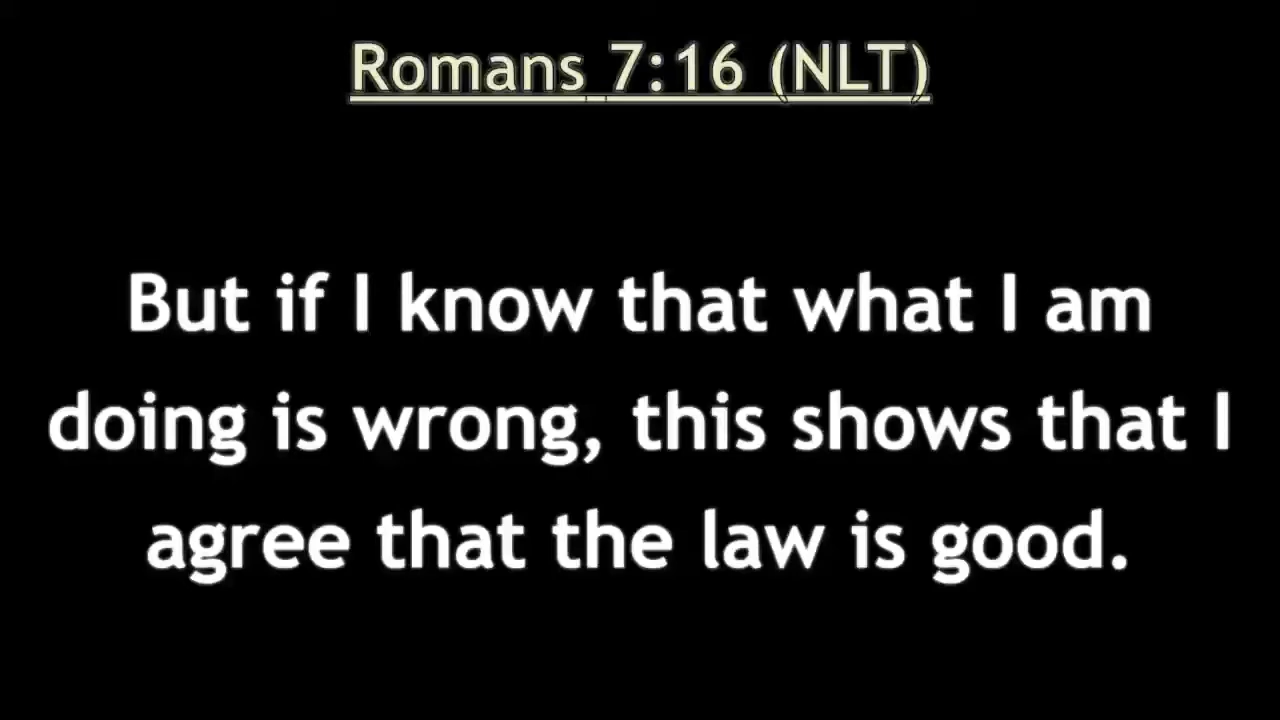 Romans 7:16 (NLT)
But if I know that what I am
doing is wrong, this shows that I
agree that the law is good.